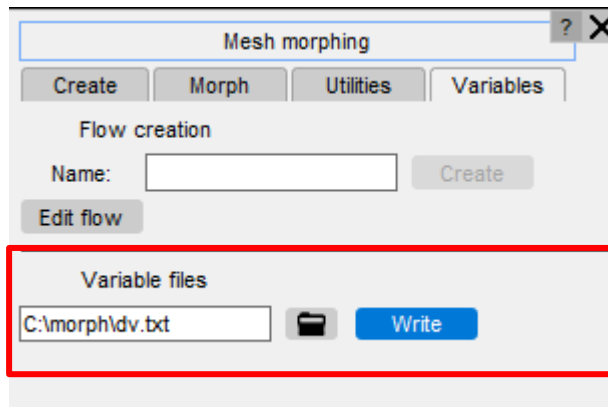 Mesh morphing ? X
Create Morph Utilities Variables
Flow creation
Name: Create
Edit flow
Variable files
C:\morph\dv.txt Write